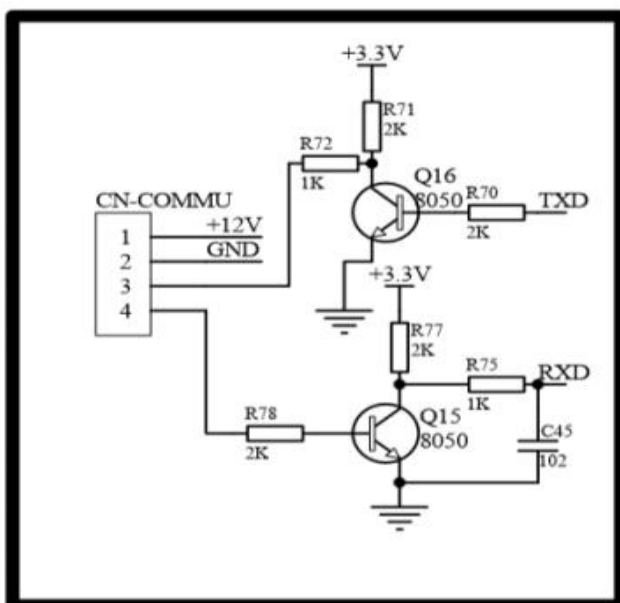 +3.3V
R71
2K
R72
1K
Q16
8050
R70
2K
TXD
CN-COMMU
1
+12V
2
GND
3
4
+3.3V
R77
2K
R75
1K
RXD
R78
2K
Q15
8050
C45
102